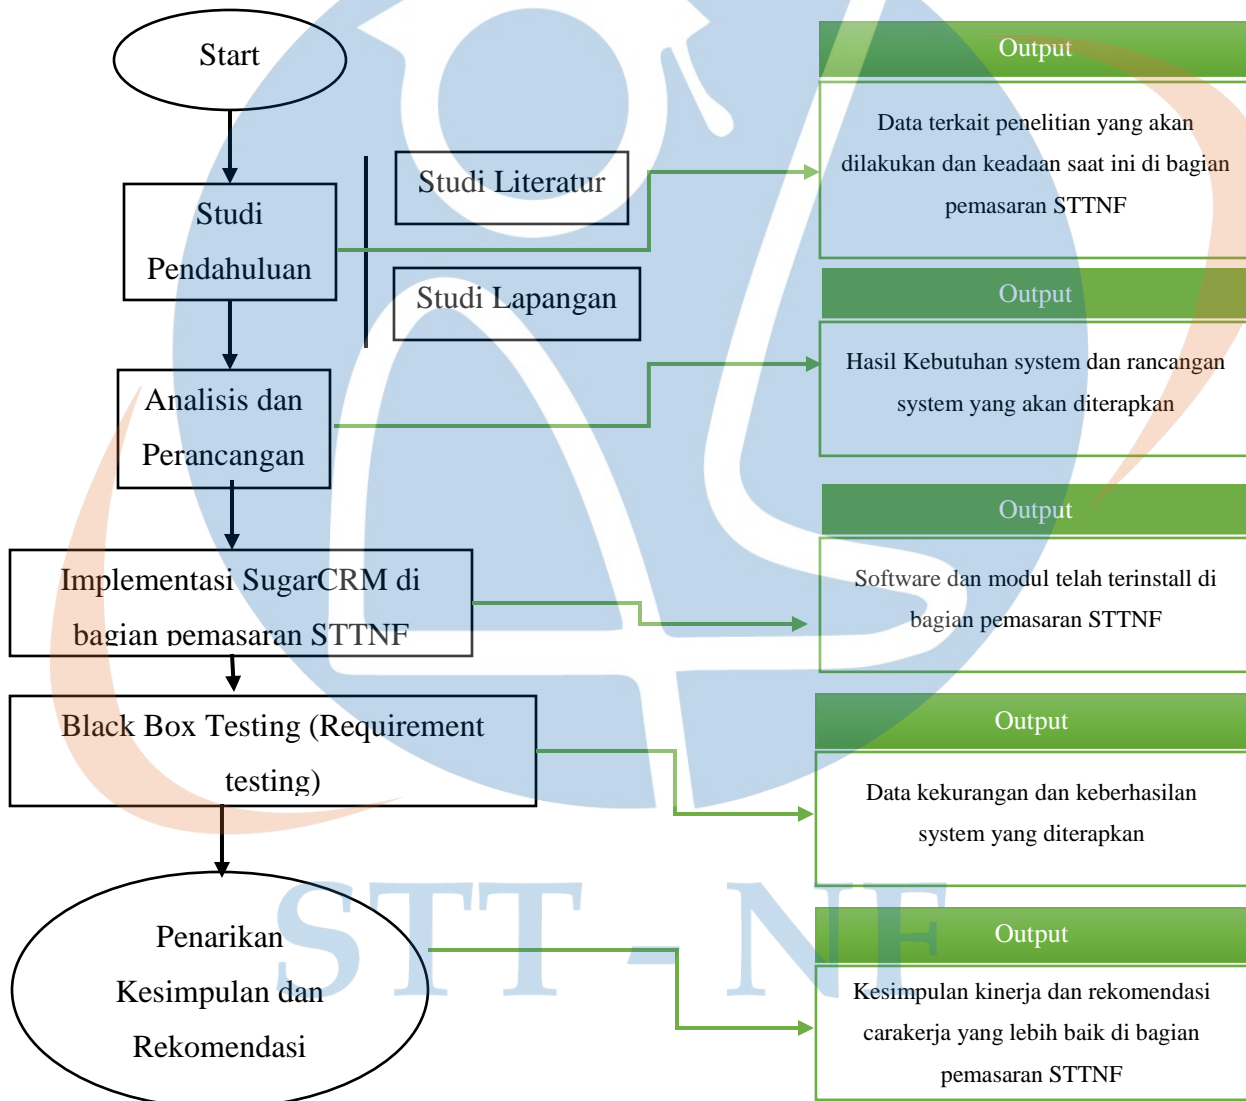 Start
Output
Data terkait penelitian yang akan
dilakukan dan keadaan saat ini di bagian
pemasaran STTNF
Studi
Pendahuluan
Studi Literatur
Studi Lapangan
Output
Hasil Kebutuhan system dan rancangan
system yang akan diterapkan
Analisis dan
Perancangan
Output
Software dan modul telah terinstall di
bagian pemasaran STTNF
Implementasi SugarCRM di
bagian pemasaran STTNF
Black Box Testing (Requirement
testing)
Output
Data kekurangan dan keberhasilan
system yang diterapkan
Penarikan
Kesimpulan dan
Rekomendasi
Output
Kesimpulan kinerja dan rekomendasi
carakerja yang lebih baik di bagian
pemasaran STTNF
STT - NF